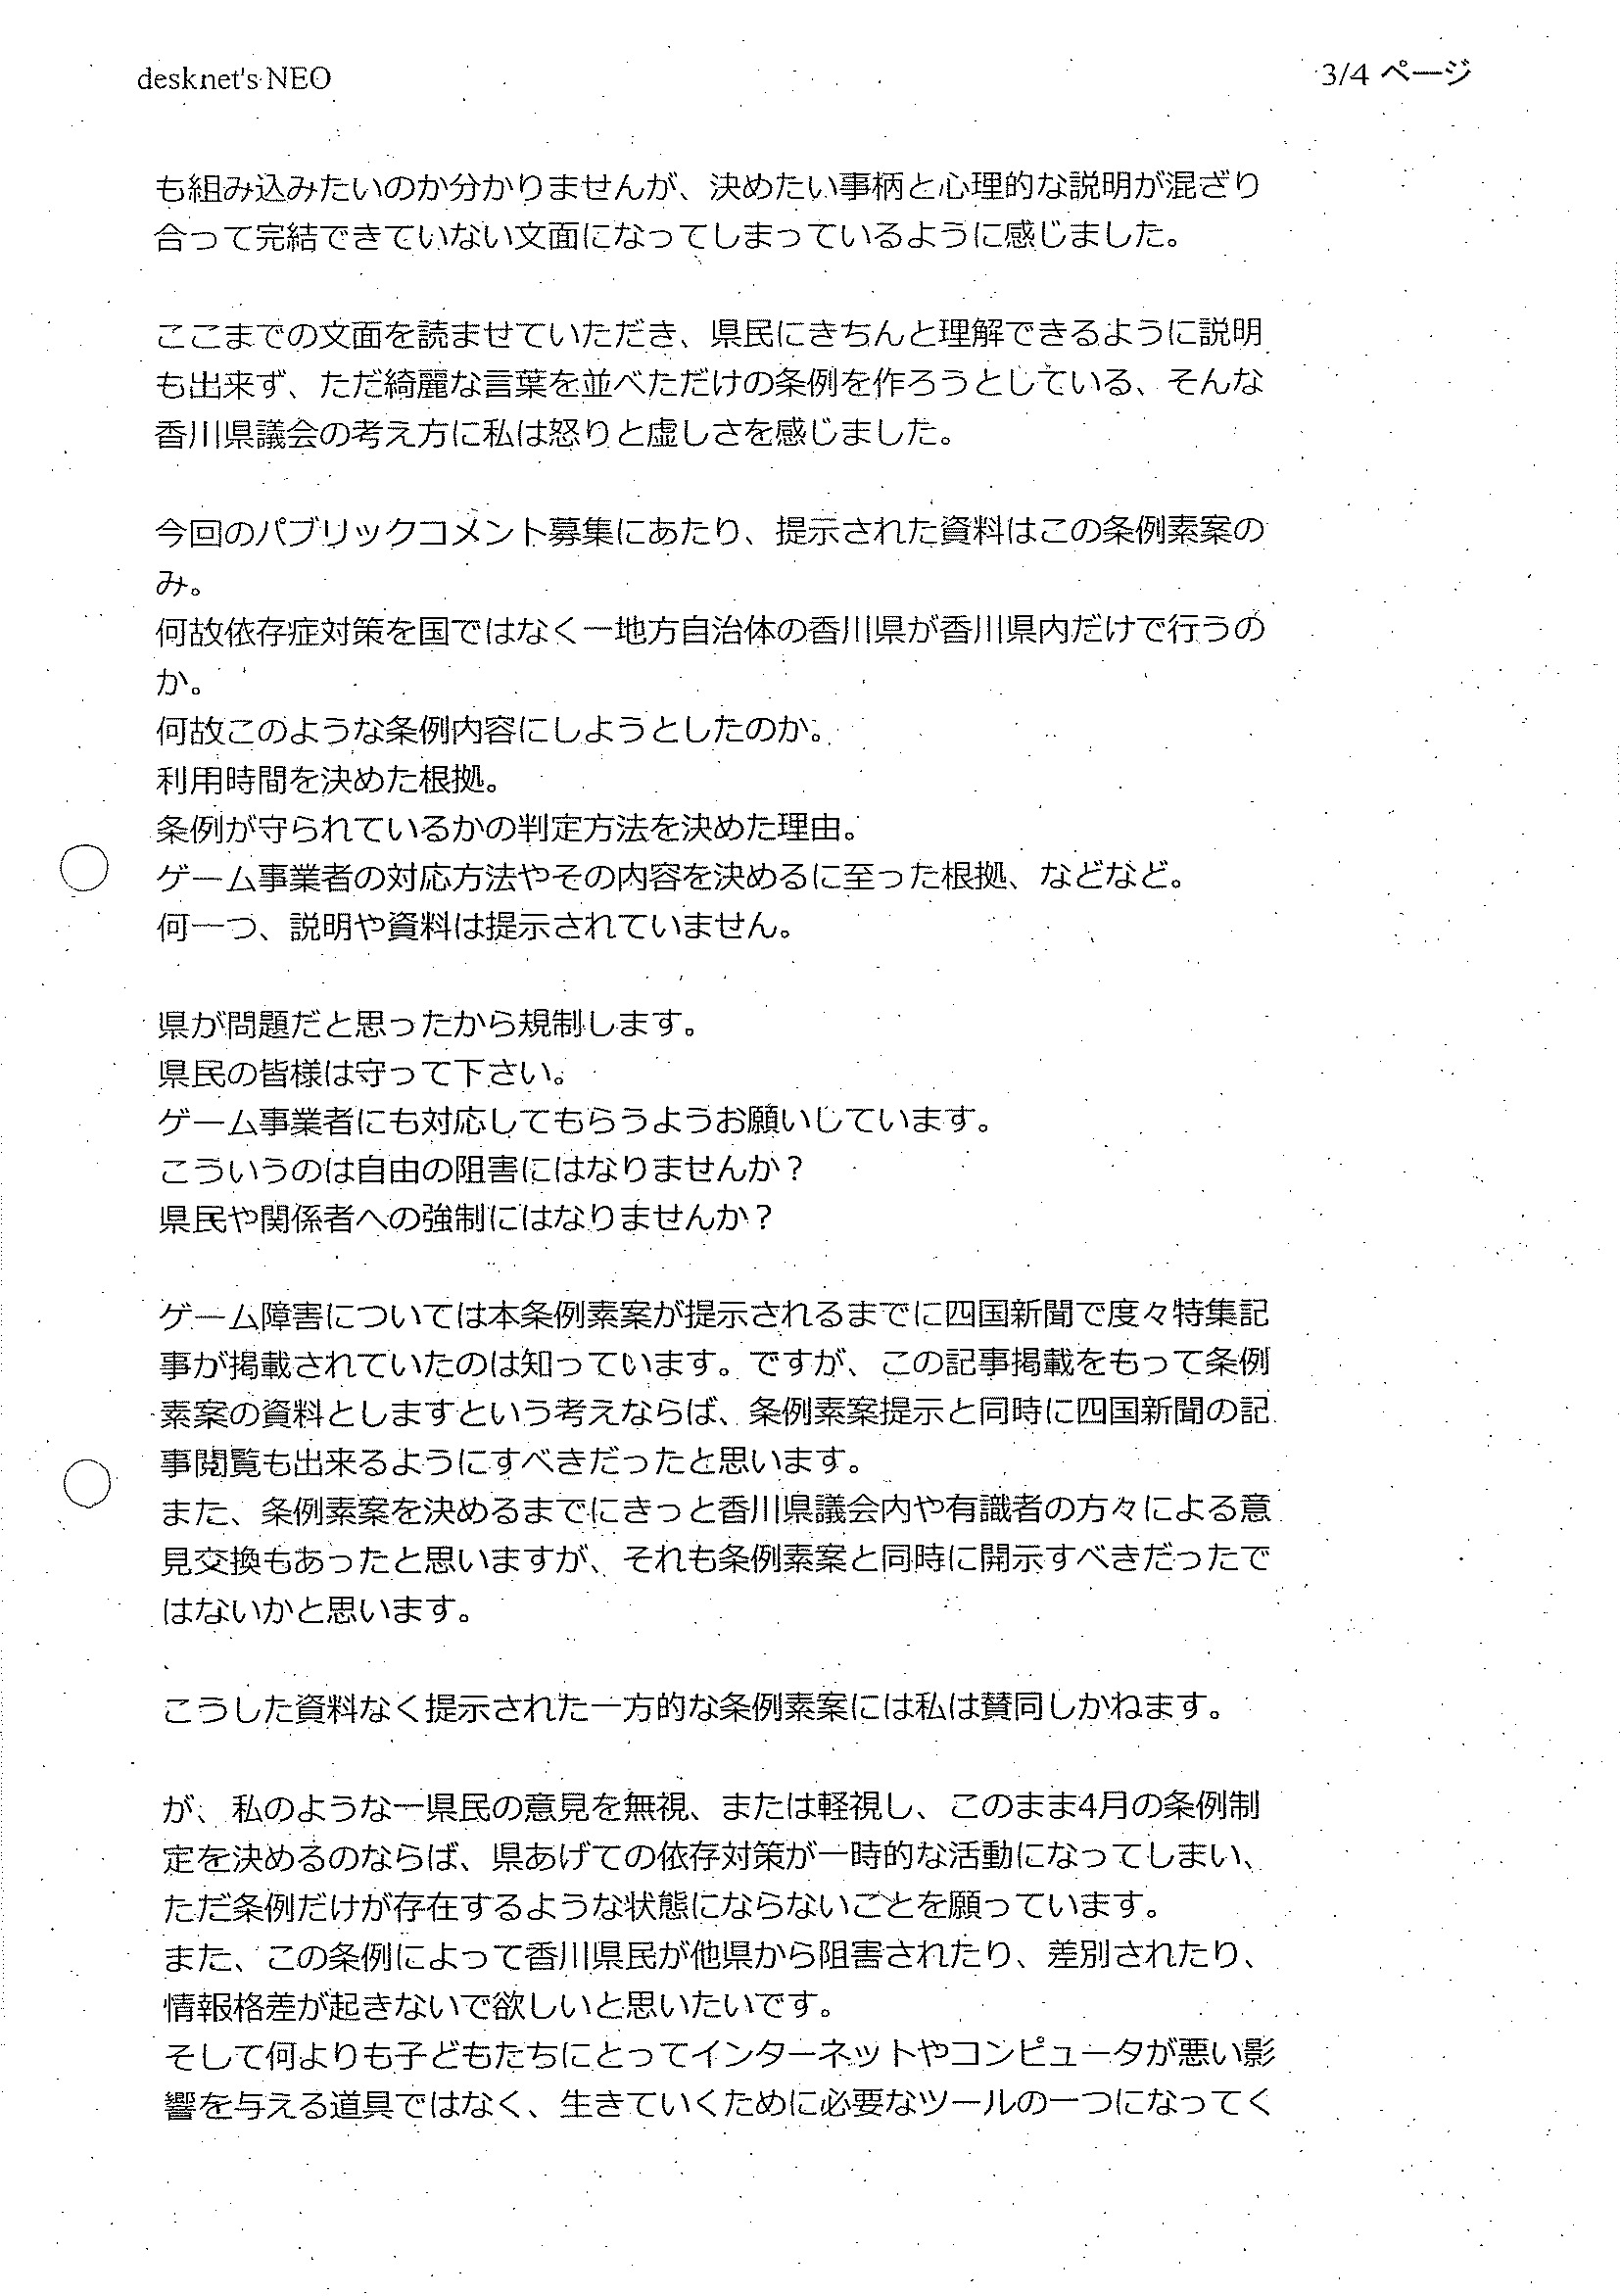 desknet's NEO
3/4 ページ
も組み込みたいのか分かりませんが、決めたい事柄と心理的な説明が混ざり
合って完結できていない文面になってしまっているように感じました。
ここまでの文面を読ませていただき、県民にきちんと理解できるように説明
も出来ず、ただ綺麗な言葉を並べただけの条例を作ろうとしている、そんな
香川県議会の考え方に私は怒りと虚しさを感じました。
今回のパブリックコメント募集にあたり、提示された資料はこの条例素案の
み。
何故依存症対策を国ではなく一地方自治体の香川県が香川県内だけで行うの
か。
何故このような条例内容にしようとしたのか。
利用時間を決めた根拠。
条例が守られているかの判定方法を決めた理由。
ゲーム事業者の対応方法やその内容を決めるに至った根拠、などなど。
何一つ、説明や資料は提示されていません。
県が問題だと思ったから規制します。
県民の皆様は守って下さい。
ゲーム事業者にも対応してもらうようお願いしています。
こういうのは自由の阻害にはなりませんか？
県民や関係者への強制にはなりませんか？
ゲーム障害については本条例素案が提示されるまでに四国新聞で度々特集記
事が掲載されていたのは知っています。ですが、この記事掲載をもって条例
素案の資料としますという考えならば、条例素案提示と同時に四国新聞の記
事閲覧も出来るようにすべきだったと思います。
また、条例素案を決めるまでにきっと香川県議会内や有識者の方々による意
見交換もあったと思いますが、それも条例素案と同時に開示すべきだったで
はないかと思います。
こうした資料なく提示された一方的な条例素案には私は賛同しかねます。
が、私のような一県民の意見を無視、または軽視し、このまま4月の条例制
定を決めるのならば、県あげての依存対策が一時的な活動になってしまい、
ただ条例だけが存在するような状態にならないことを願っています。
また、この条例によって香川県民が他県から阻害されたり、差別されたり、
情報格差が起きないで欲しいと思いたいです。
そして何よりも子どもたちにとってインターネットやコンピュータが悪い影
響を与える道具ではなく、生きていくために必要なツールの一つになってく